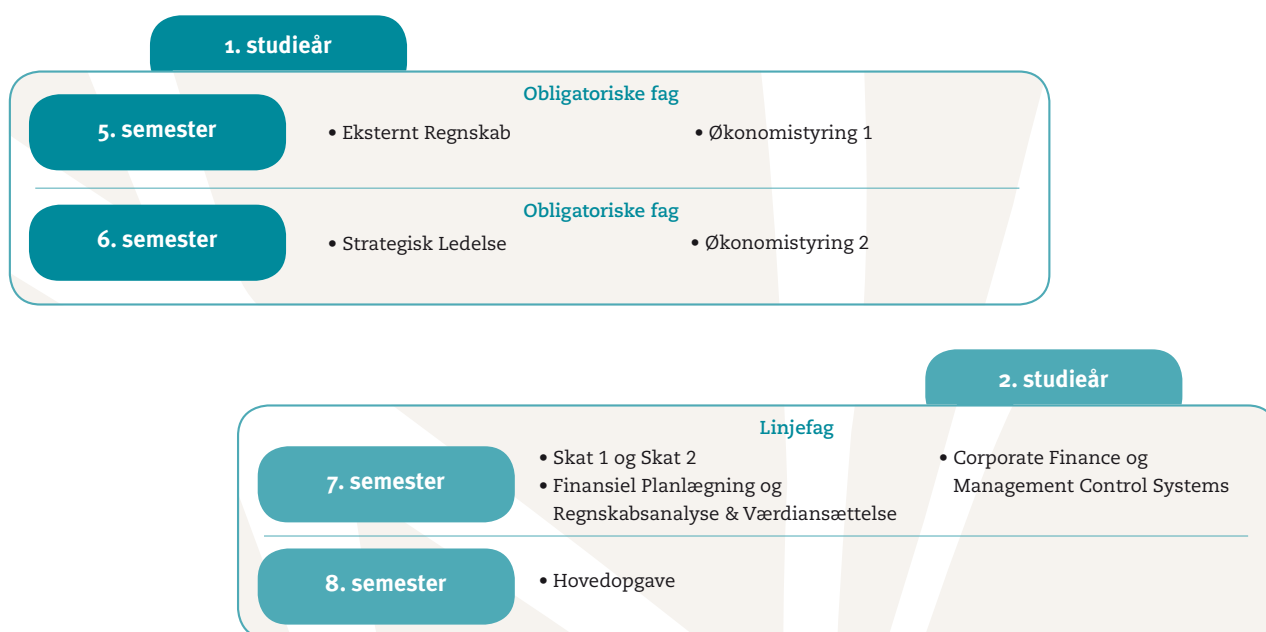 1. studieår
Obligatoriske fag
5. semester
• Eksternt Regnskab
• Økonomistyring 1
Obligatoriske fag
6. semester
• Strategisk Ledelse
• Økonomistyring 2
2. studieår
Linjefag
7. semester
• Skat 1 og Skat 2
• Finansiel Planlægning og
Regnskabsanalyse & Værdiansættelse
• Corporate Finance og
Management Control Systems
8. semester
• Hovedopgave